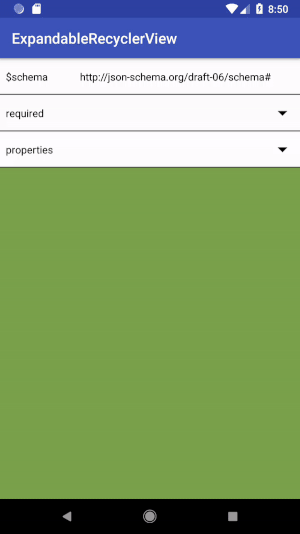 8:50
ExpandableRecyclerView
$schema http://json-schema.org/draft-06/schema#
required
properties